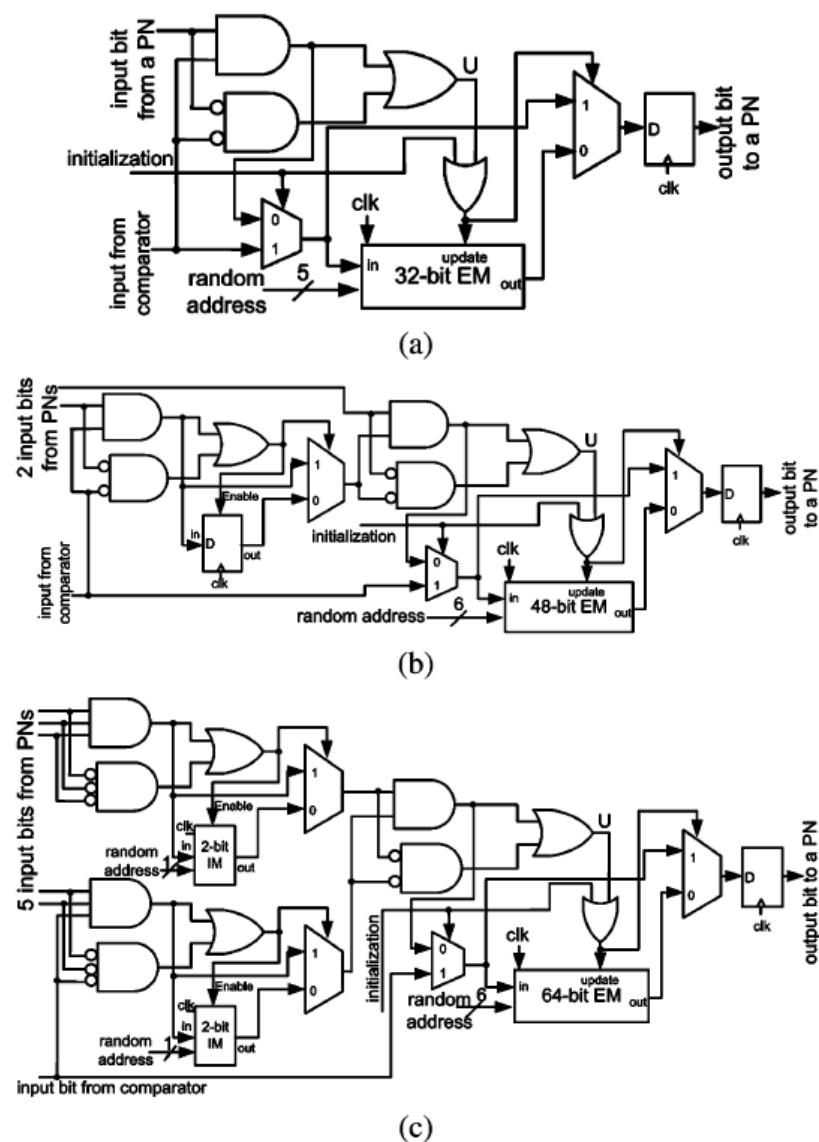 input bit
from a PN
U
1
0
D
clk
output bit
to a PN
initialization
0
1
clk
input from
comparator
random
address
5
in
update
32-bit EM
out
(a)
2 input bits
from PNs
1
0
Enable
in
D
out
clk
U
1
0
D
clk
output bit
to a PN
initialization
0
1
clk
input from
comparator
random address
6
in
update
48-bit EM
out
(b)
5 input bits from PNs
1
0
Enable
clk
in
2-bit
IM
out
random
address
1
U
1
0
D
clk
output bit to a PN
1
0
Enable
clk
in
2-bit
IM
out
random
address
1
initialization
0
1
clk
random
address
6
in
update
64-bit EM
out
input bit from comparator
(c)